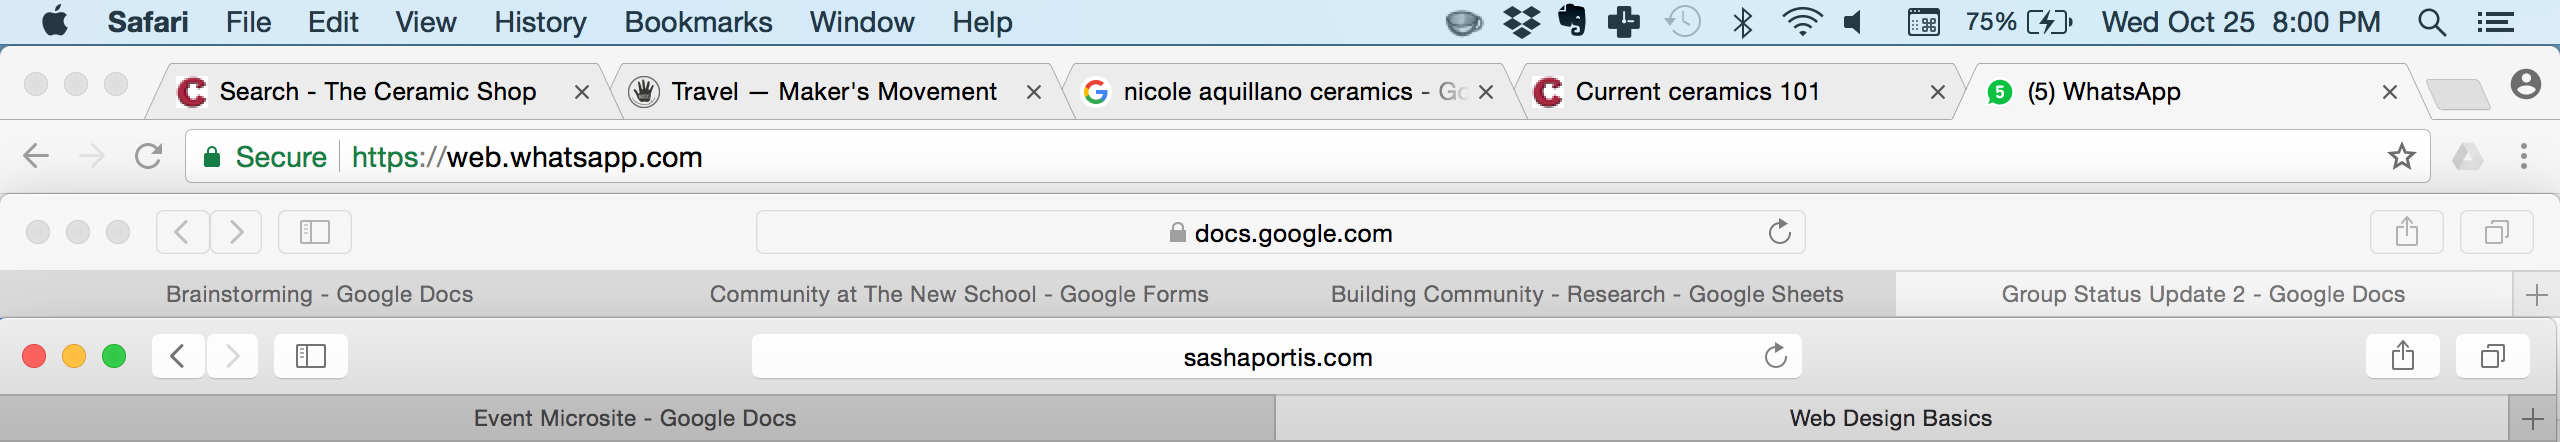 Safari File Edit View History Bookmarks Window Help 75% Wed Oct 25 8:00 PM
Search - The Ceramic Shop Travel — Maker's Movement nicole aquillano ceramics - Go Current ceramics 101 5 (5) WhatsApp
Secure https://web.whatsapp.com
docs.google.com
Brainstorming - Google Docs Community at The New School - Google Forms Building Community - Research - Google Sheets Group Status Update 2 - Google Docs
sashaportis.com
Event Microsite - Google Docs Web Design Basics